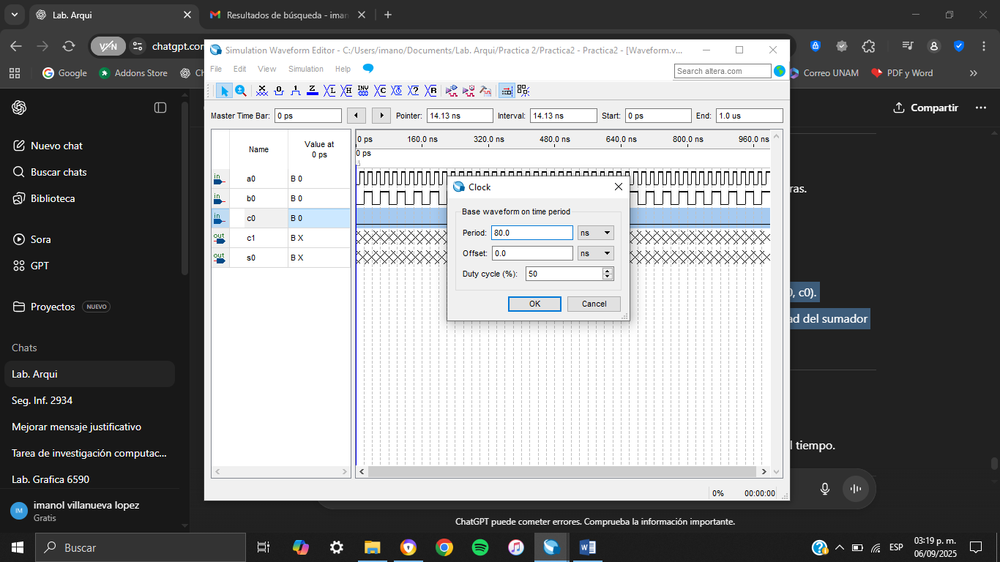 Lab. Arqui
Resultados de búsqueda - iman
VPN
chatgpt.com
Google
Addons Store
Ch
Correo UNAM
PDF y Word
Simulation Waveform Editor - C:/Users/imano/Documents/Lab. Arqui/Practica 2/Practica2 - Practica2 - [Waveform.v...
File Edit View Simulation Help
Search altera.com
Master Time Bar: 0 ps Pointer: 14.13 ns Interval: 14.13 ns Start: 0 ps End: 1.0 us
Name Value at
0 ps
0 ps 160.0 ns 320.0 ns 480.0 ns 640.0 ns 800.0 ns 960.0 ns
0 ps
in a0 B 0
in b0 B 0
in c0 B 0
out c1 B X
out s0 B X
Clock
Base waveform on time period
Period: 80.0 ns
Offset: 0.0 ns
Duty cycle (%): 50
OK Cancel
0% 00:00:00
Nuevo chat
Buscar chats
Biblioteca
Sora
GPT
Proyectos NUEVO
Chats
Lab. Arqui
Seg. Inf. 2934
Mejorar mensaje justificativo
Tarea de investigación computac...
Lab. Grafica 6590
IM
imanol villanueva lopez
Gratis
Compartir
ras.
0, c0).
ad del sumador
l tiempo.
ChatGPT puede cometer errores. Comprueba la información importante.
Buscar
ESP
03:19 p. m.
06/09/2025